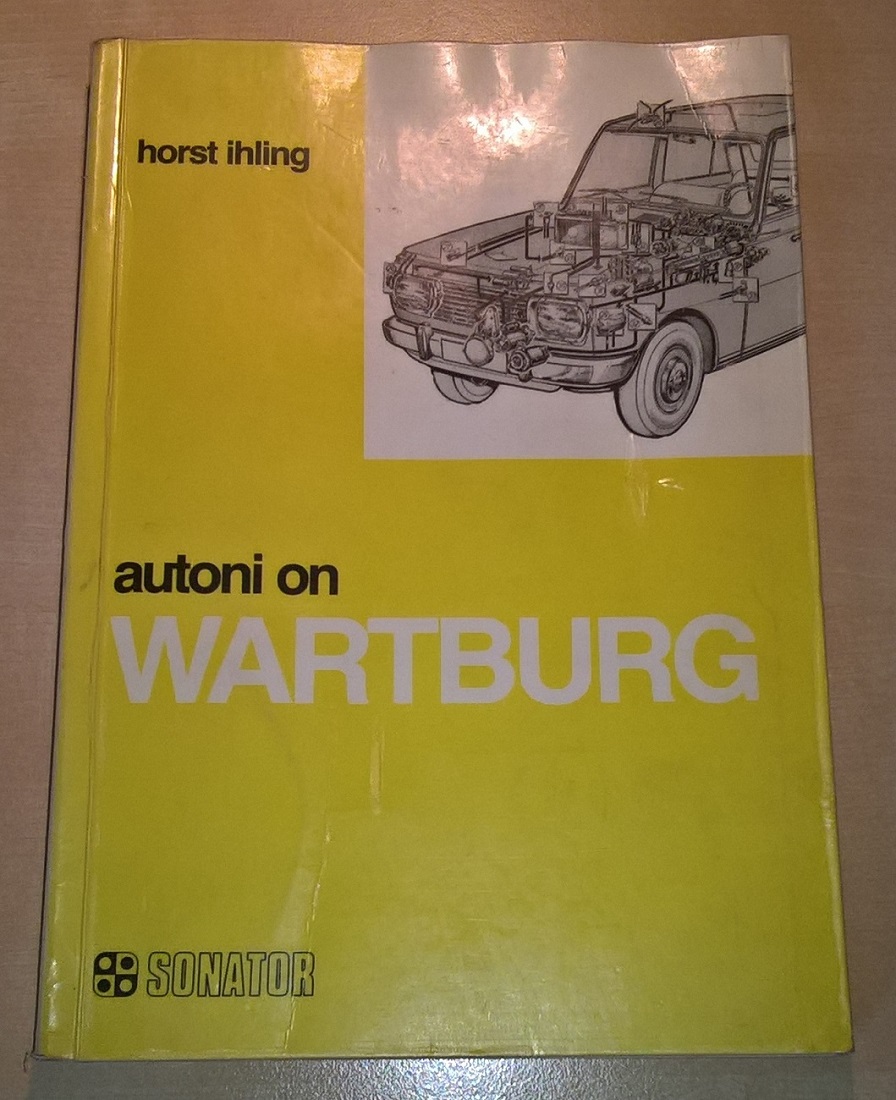 horst ihling
autoni on
WARTBURG
SONATOR